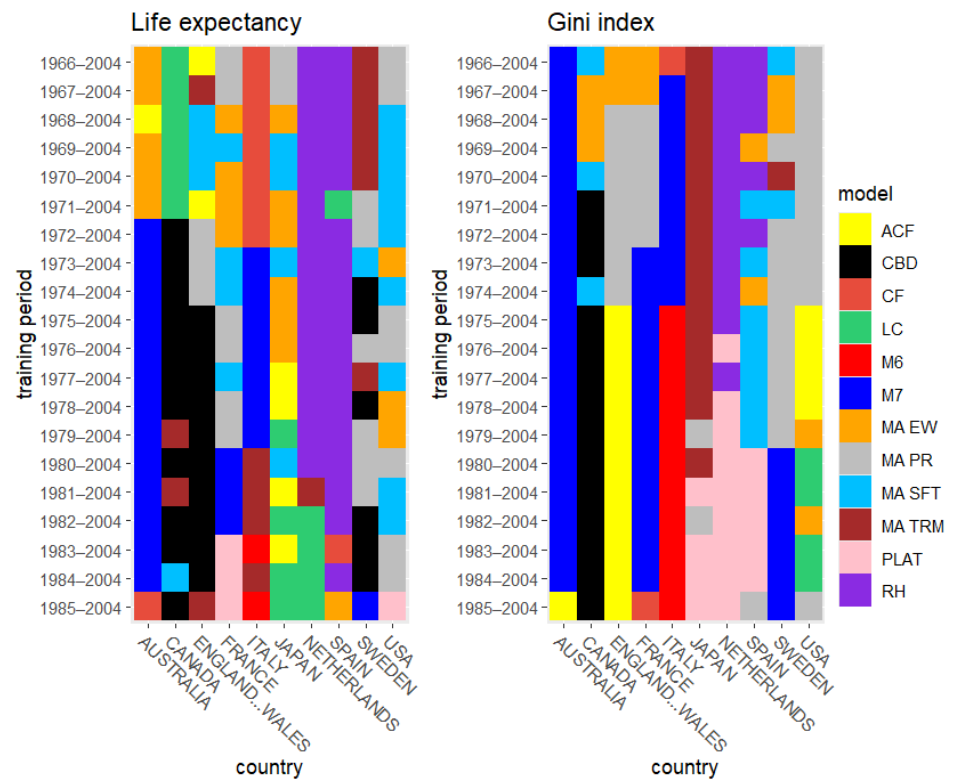 Life expectancy
1966–2004
1967–2004
1968–2004
1969–2004
1970–2004
1971–2004
1972–2004
1973–2004
1974–2004
1975–2004
1976–2004
1977–2004
1978–2004
1979–2004
1980–2004
1981–2004
1982–2004
1983–2004
1984–2004
1985–2004
training period
AUSTRALIA
CANADA
ENGLAND...WALES
FRANCE
ITALY
JAPAN
NETHERLANDS
SPAIN
SWEDEN
USA
country
Gini index
1966–2004
1967–2004
1968–2004
1969–2004
1970–2004
1971–2004
1972–2004
1973–2004
1974–2004
1975–2004
1976–2004
1977–2004
1978–2004
1979–2004
1980–2004
1981–2004
1982–2004
1983–2004
1984–2004
1985–2004
training period
AUSTRALIA
CANADA
ENGLAND...WALES
FRANCE
ITALY
JAPAN
NETHERLANDS
SPAIN
SWEDEN
USA
country
model
ACF
CBD
CF
LC
M6
M7
MA EW
MA PR
MA SFT
MA TRM
PLAT
RH